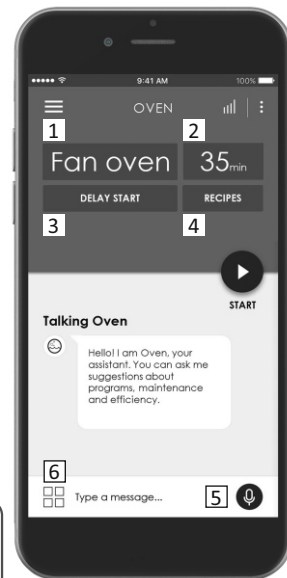 9:41 AM 100%
OVEN
1 2
Fan oven 35min
DELAY START RECIPES
3 4
START
Talking Oven
Hello! I am Oven, your
assistant. You can ask me
suggestions about
programs, maintenance
and efficiency.
6
Type a message... 5